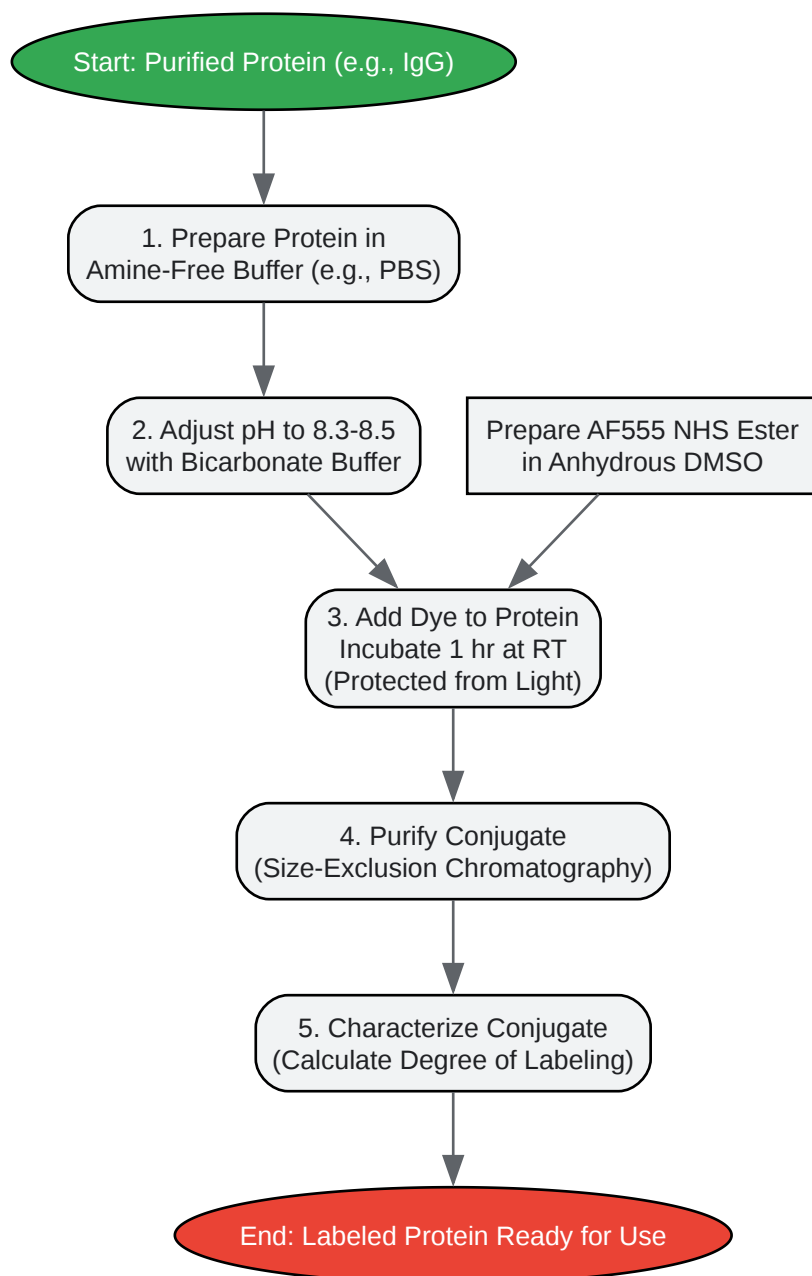 Start: Purified Protein (e.g., IgG)
1. Prepare Protein in
Amine-Free Buffer (e.g., PBS)
2. Adjust pH to 8.3-8.5
with Bicarbonate Buffer
Prepare AF555 NHS Ester
in Anhydrous DMSO
3. Add Dye to Protein
Incubate 1 hr at RT
(Protected from Light)
4. Purify Conjugate
(Size-Exclusion Chromatography)
5. Characterize Conjugate
(Calculate Degree of Labeling)
End: Labeled Protein Ready for Use